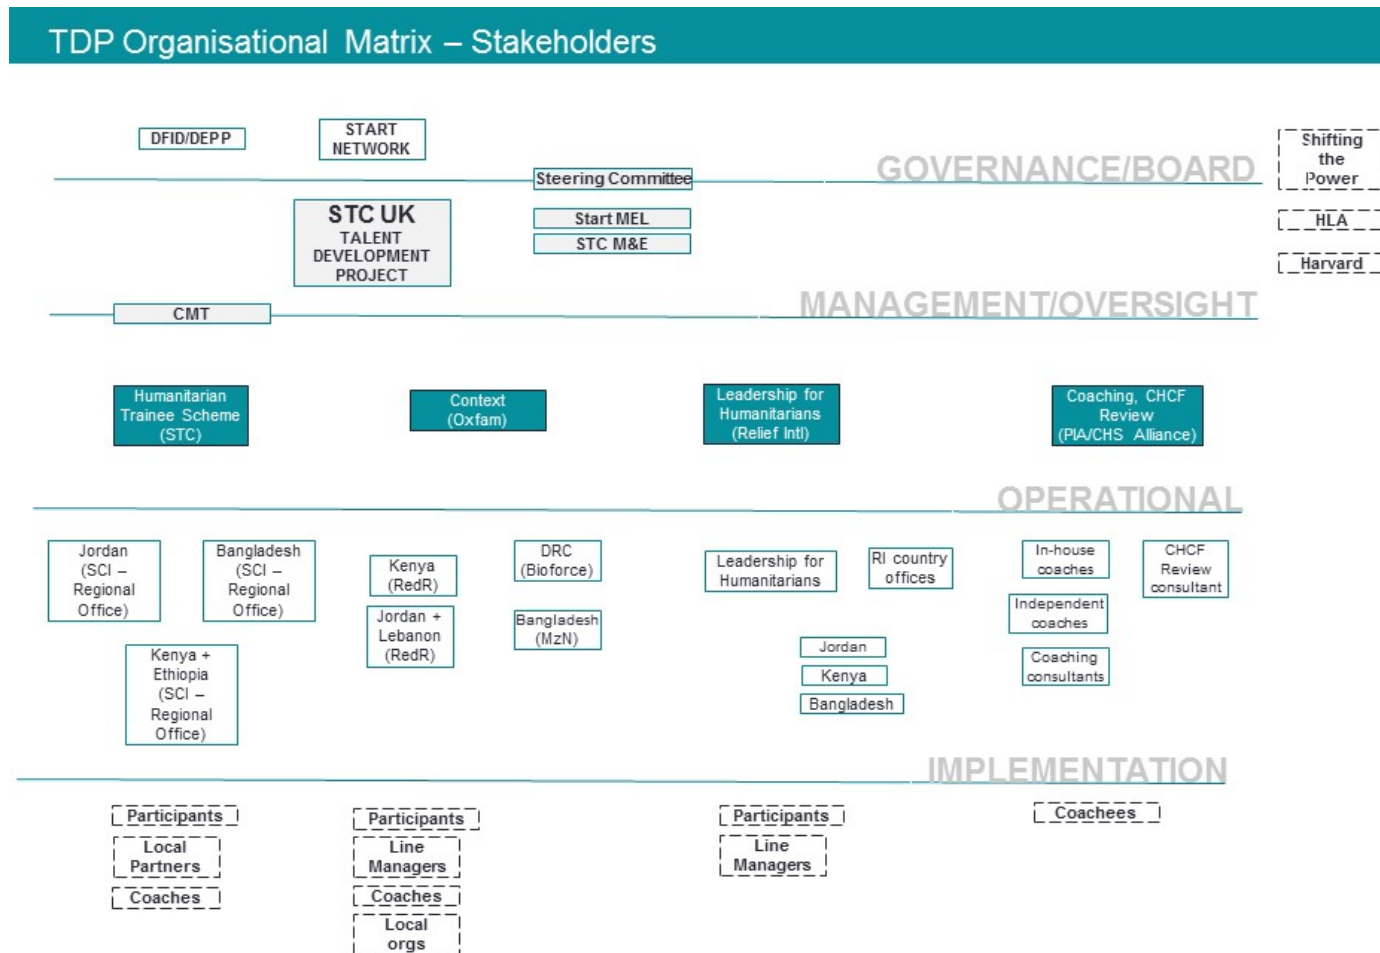 TDP Organisational Matrix – Stakeholders
DFID/DEPP
START
NETWORK
Shifting
the
Power
GOVERNANCE/BOARD
Steering Committee
STC UK
TALENT
DEVELOPMENT
PROJECT
Start MEL
STC M&E
HLA
Harvard
MANAGEMENT/OVERSIGHT
CMT
Humanitarian
Trainee Scheme
(STC)
Context
(Oxfam)
Leadership for
Humanitarians
(Relief Intl)
Coaching, CHCF
Review
(PIA/CHS Alliance)
OPERATIONAL
Jordan
(SCI –
Regional
Office)
Bangladesh
(SCI –
Regional
Office)
Kenya +
Ethiopia
(SCI –
Regional
Office)
Kenya
(RedR)
Jordan +
Lebanon
(RedR)
DRC
(Bioforce)
Bangladesh
(MzN)
Leadership for
Humanitarians
RI country
offices
Jordan
Kenya
Bangladesh
In-house
coaches
Independent
coaches
Coaching
consultants
CHCF
Review
consultant
IMPLEMENTATION
Participants
Local
Partners
Coaches
Participants
Line
Managers
Coaches
Local
orgs
Participants
Line
Managers
Coachees